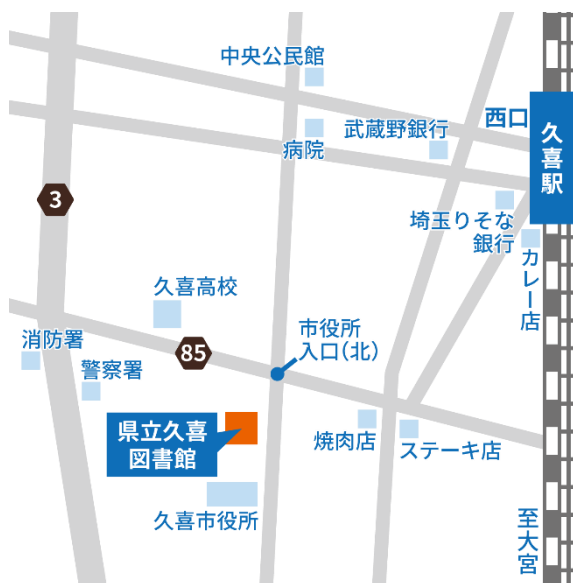 中央公民館
西口
久喜駅
病院
武蔵野銀行
3
埼玉りそな
銀行
カレー店
久喜高校
市役所
入口(北)
消防署
85
警察署
県立久喜
図書館
焼肉店
ステーキ店
久喜市役所
至大宮